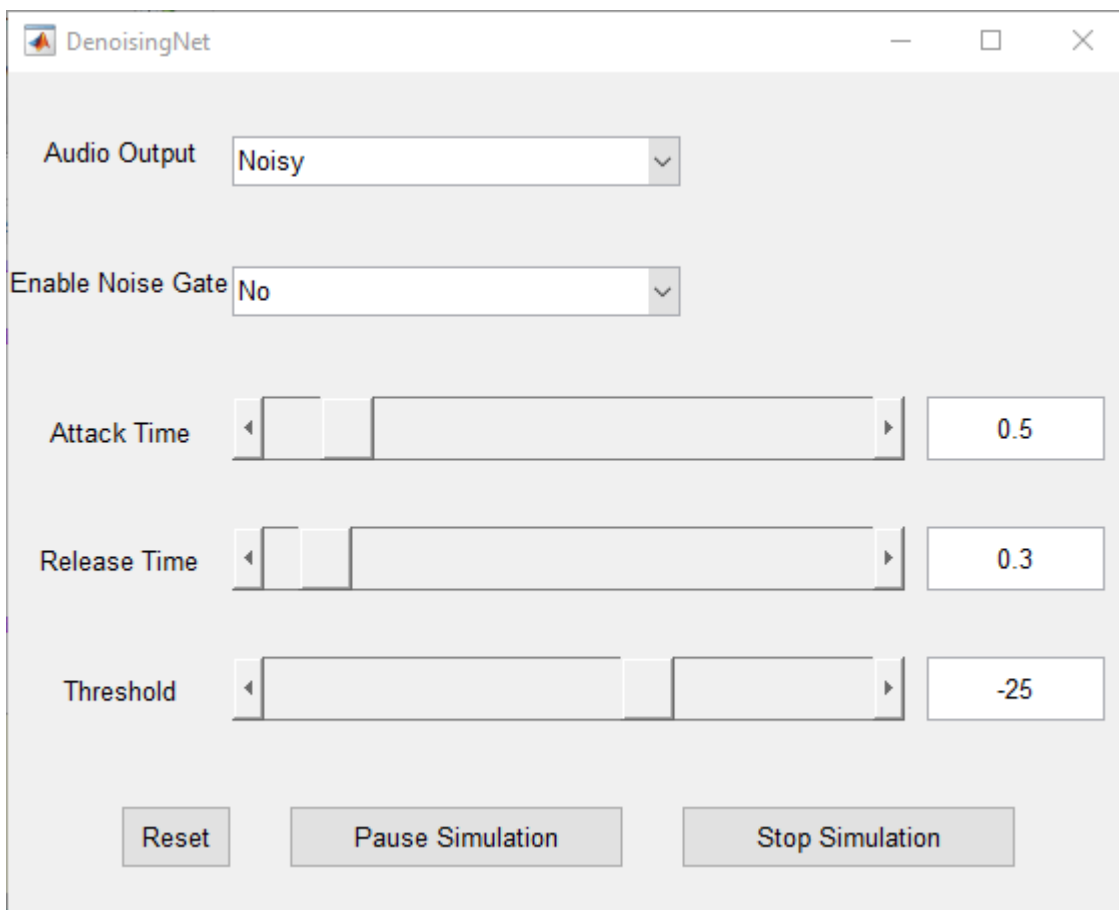 DenoisingNet
Audio Output Noisy
Enable Noise Gate No
Attack Time 0.5
Release Time 0.3
Threshold -25
Reset Pause Simulation Stop Simulation